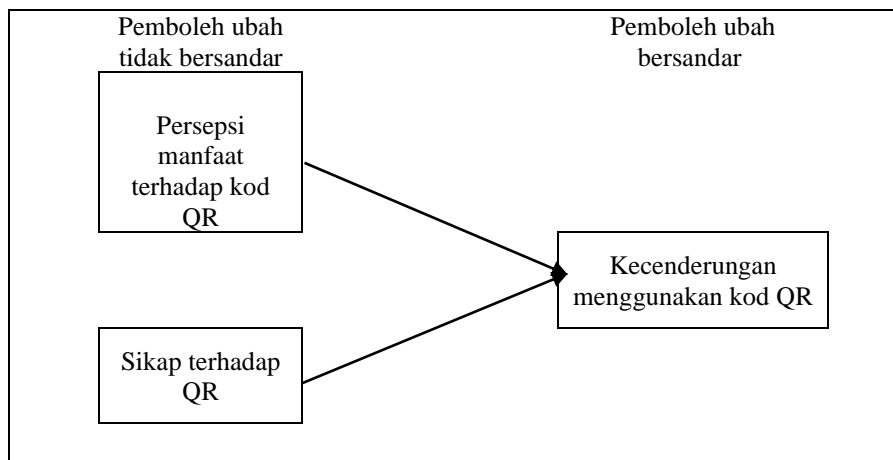 Pemboleh ubah
tidak bersandar
Pemboleh ubah
bersandar
Persepsi
manfaat
terhadap kod
QR
Kecenderungan
menggunakan kod QR
Sikap terhadap
QR